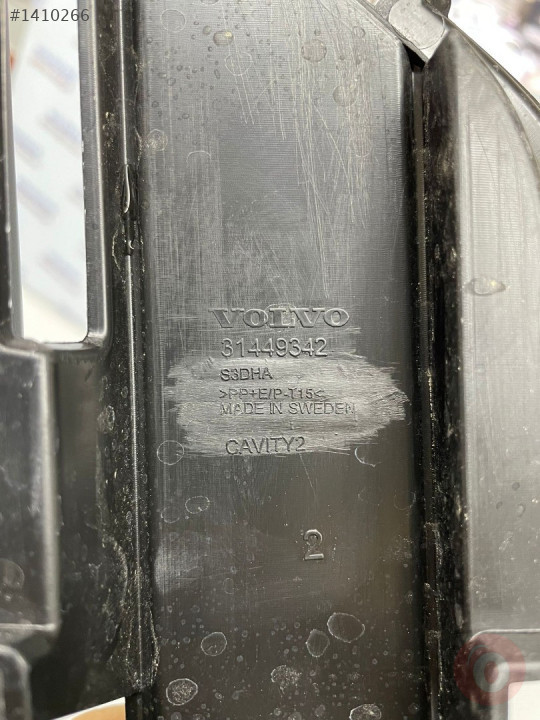 #1410266
VOLVO
31449342
S3DHA
>PP+E/P-T15<
MADE IN SWEDEN
CAVITY2
2